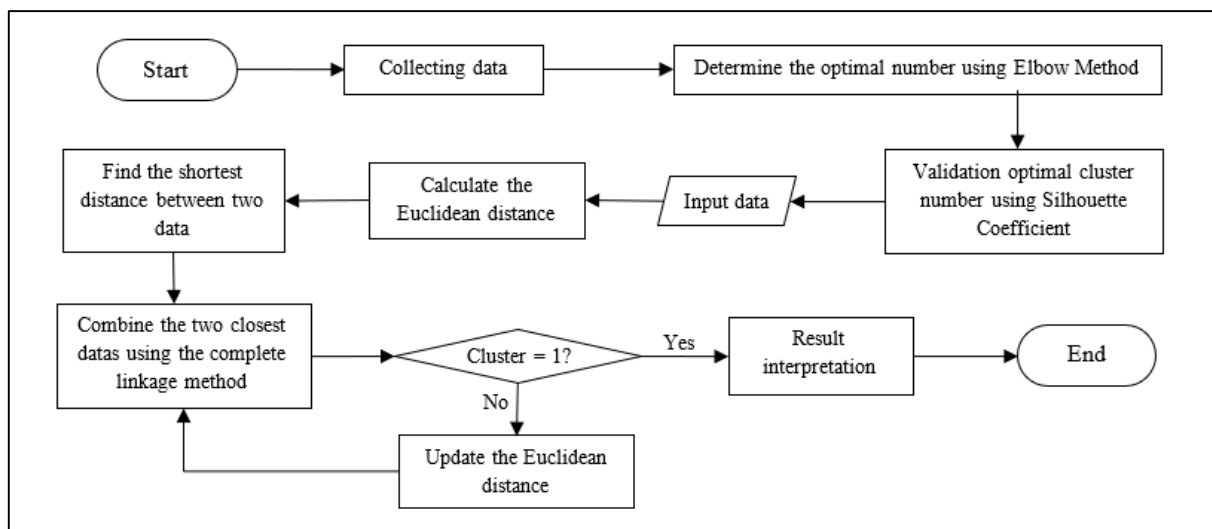 Start
Collecting data
Determine the optimal number using Elbow Method
Validation optimal cluster
number using Silhouette
Coefficient
Input data
Calculate the
Euclidean distance
Find the shortest
distance between two
data
Combine the two closest
datas using the complete
linkage method
Cluster = 1?
Yes
Result
interpretation
End
No
Update the Euclidean
distance